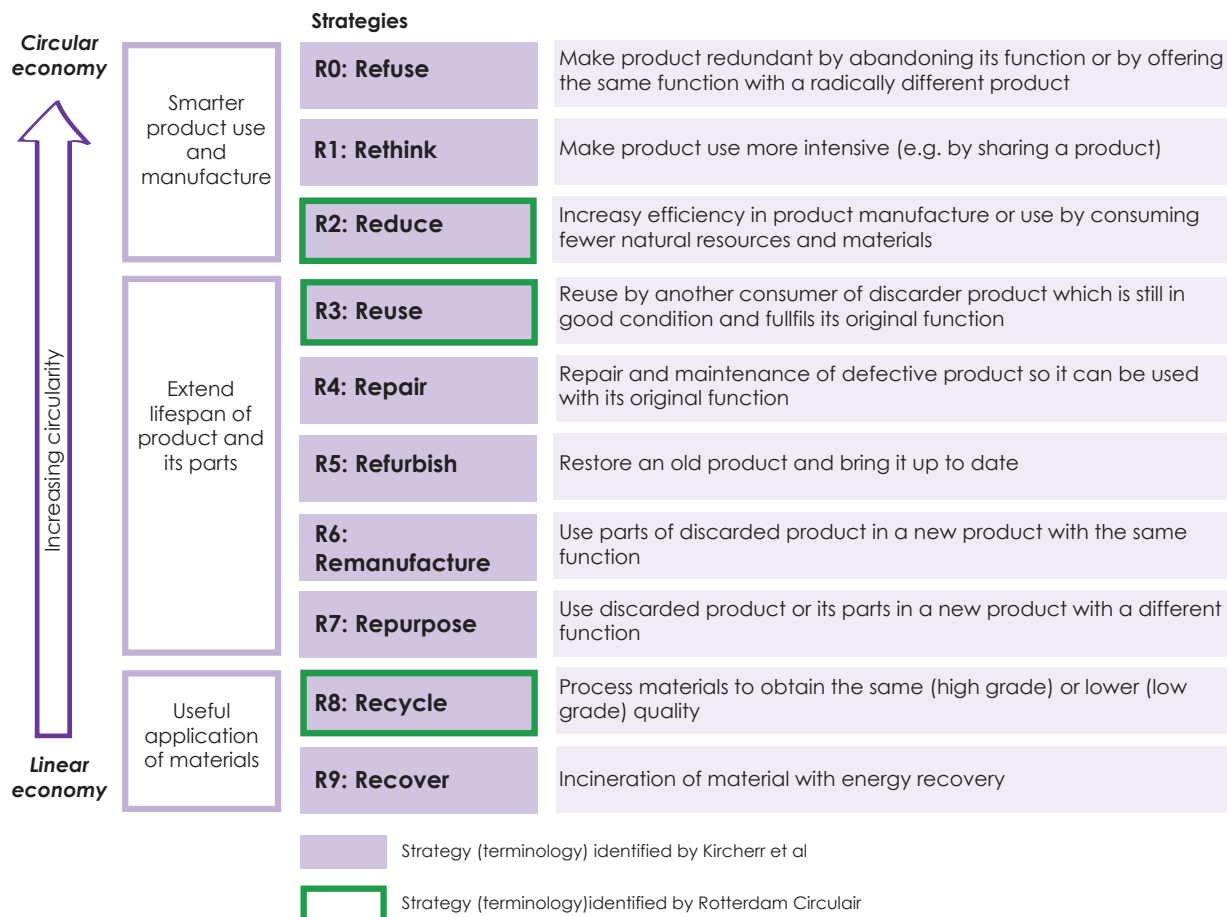 Strategies
Circular
economy
Increasing circularity
Linear
economy
Smarter
product use
and
manufacture
R0: Refuse
Make product redundant by abandoning its function or by offering
the same function with a radically different product
R1: Rethink
Make product use more intensive (e.g. by sharing a product)
R2: Reduce
Increasy efficiency in product manufacture or use by consuming
fewer natural resources and materials
Extend
lifespan of
product and
its parts
R3: Reuse
Reuse by another consumer of discarder product which is still in
good condition and fullfils its original function
R4: Repair
Repair and maintenance of defective product so it can be used
with its original function
R5: Refurbish
Restore an old product and bring it up to date
R6:
Remanufacture
Use parts of discarded product in a new product with the same
function
R7: Repurpose
Use discarded product or its parts in a new product with a different
function
Useful
application
of materials
R8: Recycle
Process materials to obtain the same (high grade) or lower (low
grade) quality
R9: Recover
Incineration of material with energy recovery
Strategy (terminology) identified by Kircherr et al
Strategy (terminology)identified by Rotterdam Circulair